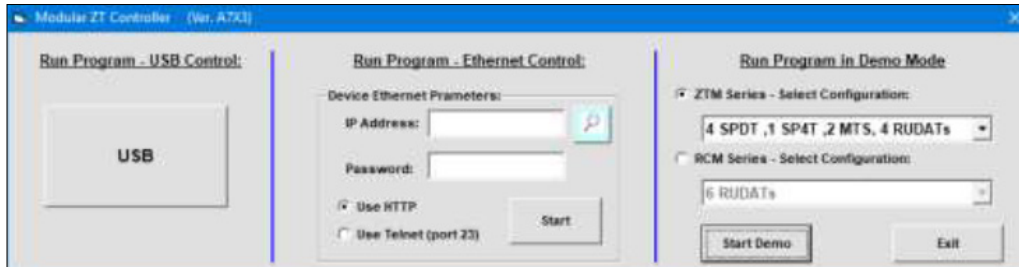 Modular ZT Controller (Ver. A7X3)
Run Program - USB Control:
USB
Run Program - Ethernet Control:
Device Ethernet Prameters:
IP Address:
Password:
Use HTTP
Use Telnet (port 23)
Start
Run Program in Demo Mode
ZTM Series - Select Configuration:
4 SPDT ,1 SP4T ,2 MTS, 4 RUDATs
RCM Series - Select Configuration:
6 RUDATs
Start Demo
Exit